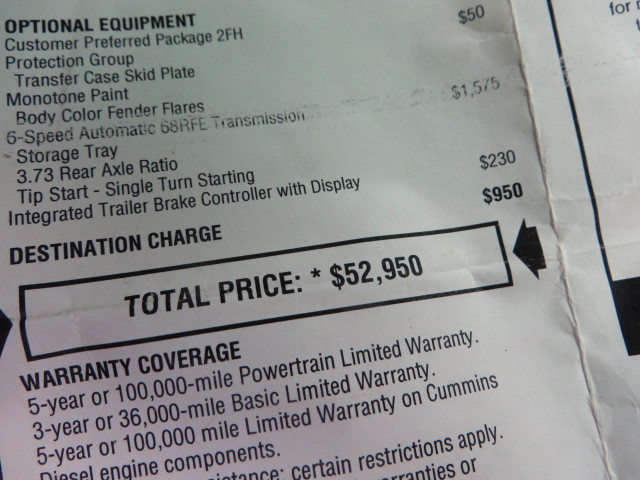 OPTIONAL EQUIPMENT
Customer Preferred Package 2FH
Protection Group $50
Transfer Case Skid Plate
Monotone Paint
Body Color Fender Flares
6-Speed Automatic 68RFE Transmission $1,575
Storage Tray
3.73 Rear Axle Ratio
Tip Start - Single Turn Starting
Integrated Trailer Brake Controller with Display $230
DESTINATION CHARGE $950
TOTAL PRICE: * $52,950
WARRANTY COVERAGE
5-year or 100,000-mile Powertrain Limited Warranty.
3-year or 36,000-mile Basic Limited Warranty.
5-year or 100,000 mile Limited Warranty on Cummins
Diesel engine components.
certain restrictions apply.
or
for